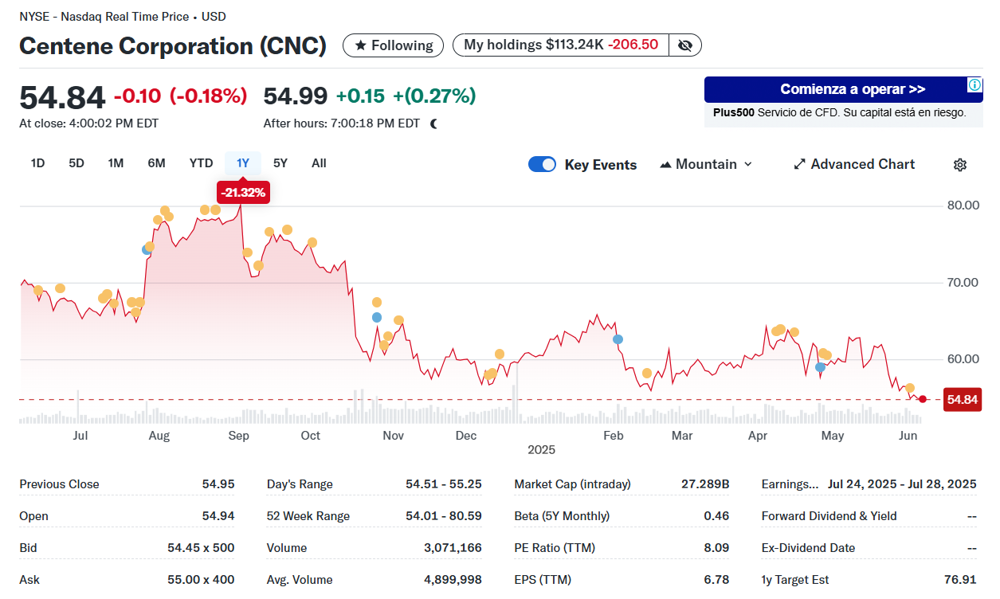 NYSE - Nasdaq Real Time Price • USD
Centene Corporation (CNC)
Following
My holdings $113.24K -206.50
54.84 -0.10 (-0.18%)
At close: 4:00:02 PM EDT
54.99 +0.15 +(0.27%)
After hours: 7:00:18 PM EDT
Comienza a operar >>
Plus500 Servicio de CFD. Su capital está en riesgo.
1D 5D 1M 6M YTD 1Y 5Y All
Key Events
Mountain
Advanced Chart
-21.32%
80.00
70.00
60.00
54.84
Jul Aug Sep Oct Nov Dec Feb Mar Apr May Jun
2025
Previous Close 54.95
Open 54.94
Bid 54.45 x 500
Ask 55.00 x 400
Day's Range 54.51 - 55.25
52 Week Range 54.01 - 80.59
Volume 3,071,166
Avg. Volume 4,899,998
Market Cap (intraday) 27.289B
Beta (5Y Monthly) 0.46
PE Ratio (TTM) 8.09
EPS (TTM) 6.78
Earnings... Jul 24, 2025 - Jul 28, 2025
Forward Dividend & Yield --
Ex-Dividend Date --
1y Target Est 76.91